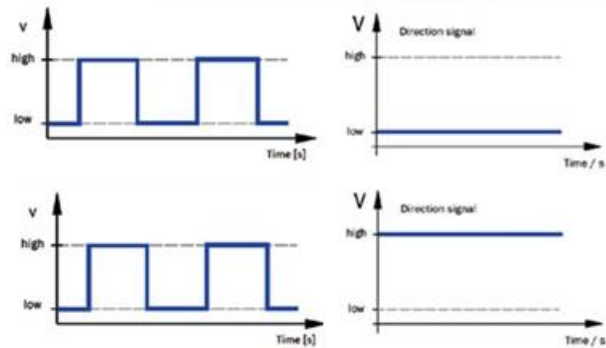 V
high
low
Time [s]
Direction signal
high
low
Time / s
V
high
low
Time [s]
V
Direction signal
high
low
Time / s